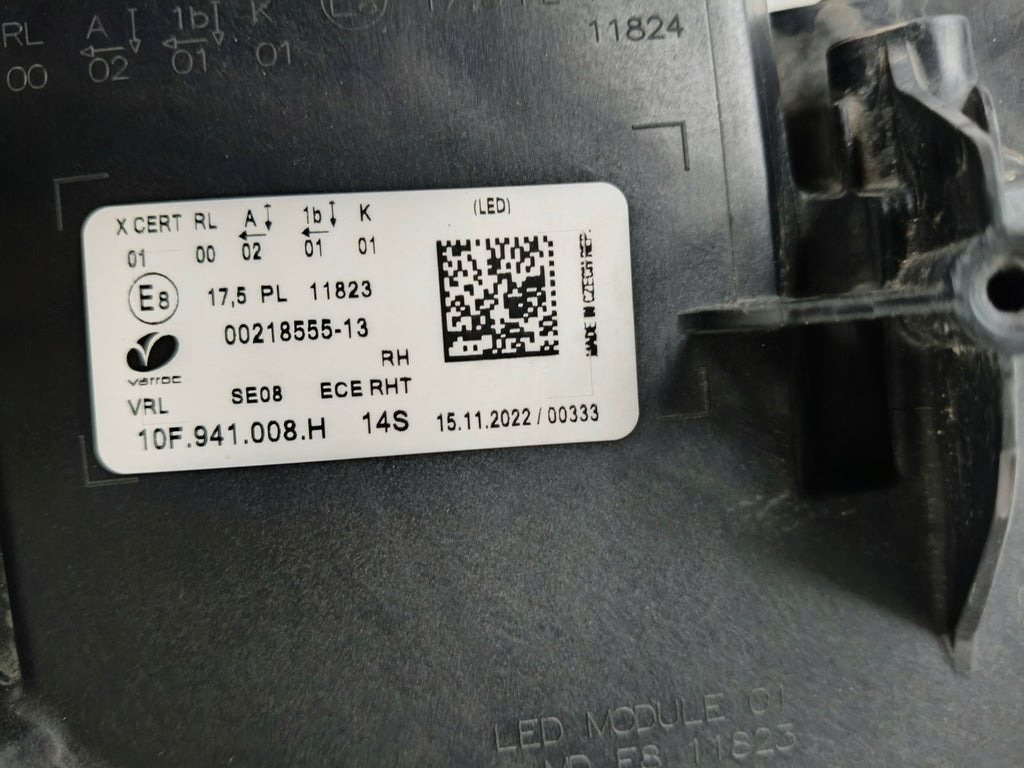 RL A 1b K
00 02 01 01
11824
X CERT RL A 1b K (LED)
01 00 02 01 01
E8 17,5 PL 11823
00218555-13
MADE IN CZECH REP.
varroc
RH
VRL SE08 ECE RHT
10F.941.008.H 14S 15.11.2022 / 00333
LED MODULE 01
E8 11823